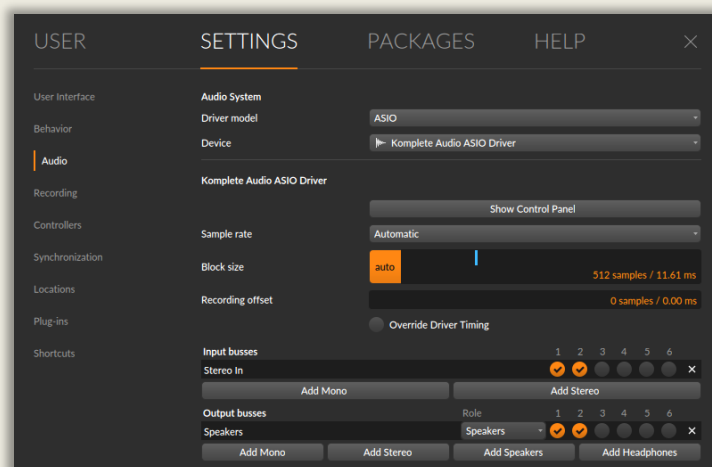 USER SETTINGS PACKAGES HELP ×
User Interface
Behavior
Audio
Recording
Controllers
Synchronization
Locations
Plug-ins
Shortcuts
Audio System
Driver model ASIO
Device Komplete Audio ASIO Driver
Komplete Audio ASIO Driver
Show Control Panel
Sample rate Automatic
Block size auto 512 samples / 11.61 ms
Recording offset 0 samples / 0.00 ms
Override Driver Timing
Input busses 1 2 3 4 5 6
Stereo In ×
Add Mono Add Stereo
Output busses Role 1 2 3 4 5 6
Speakers Speakers ×
Add Mono Add Stereo Add Speakers Add Headphones